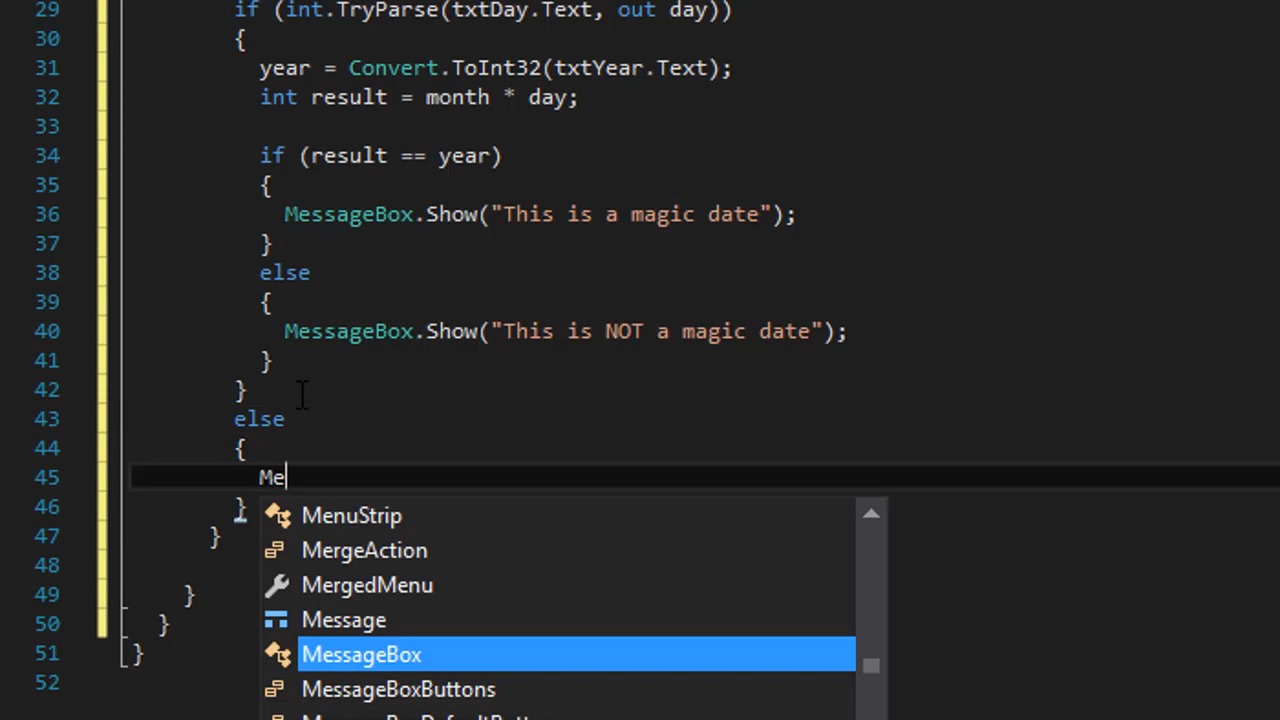 29 if (int.TryParse(txtDay.Text, out day))
30 {
31 year = Convert.ToInt32(txtYear.Text);
32 int result = month * day;
33
34 if (result == year)
35 {
36 MessageBox.Show("This is a magic date");
37 }
38 else
39 {
40 MessageBox.Show("This is NOT a magic date");
41 }
42 }
43 else
44 {
45 Me
46 }
MenuStrip
47 }
MergeAction
48
MergedMenu
49 }
Message
50 }
MessageBox
51 }
MessageBoxButtons
52